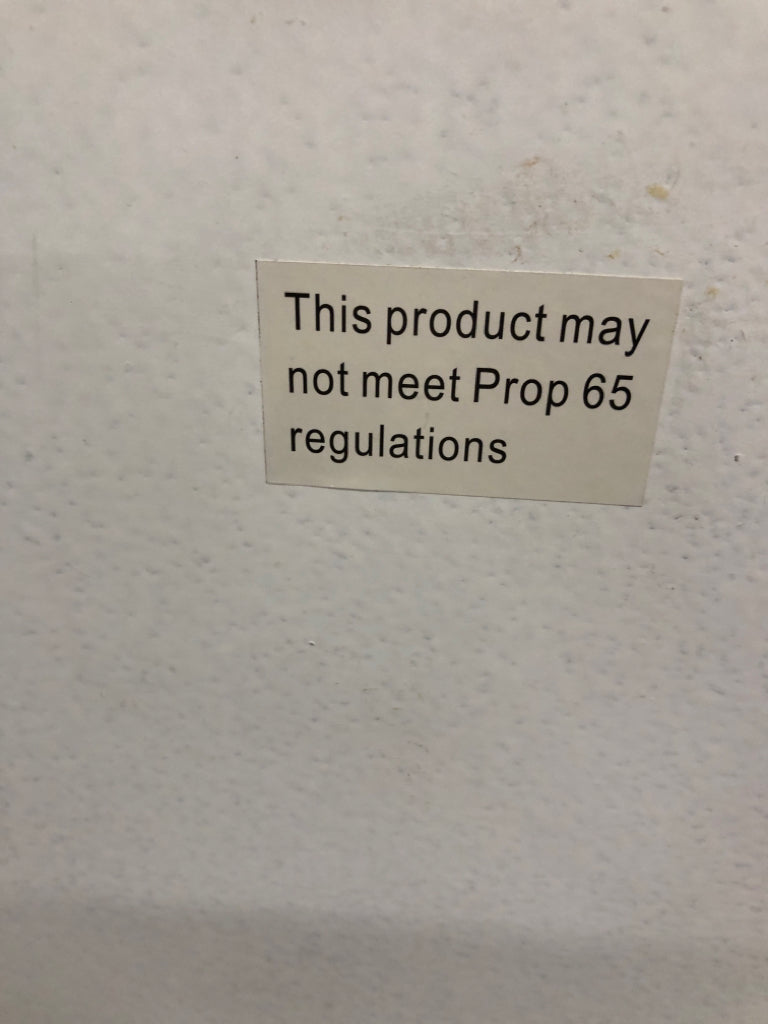 This product may
not meet Prop 65
regulations